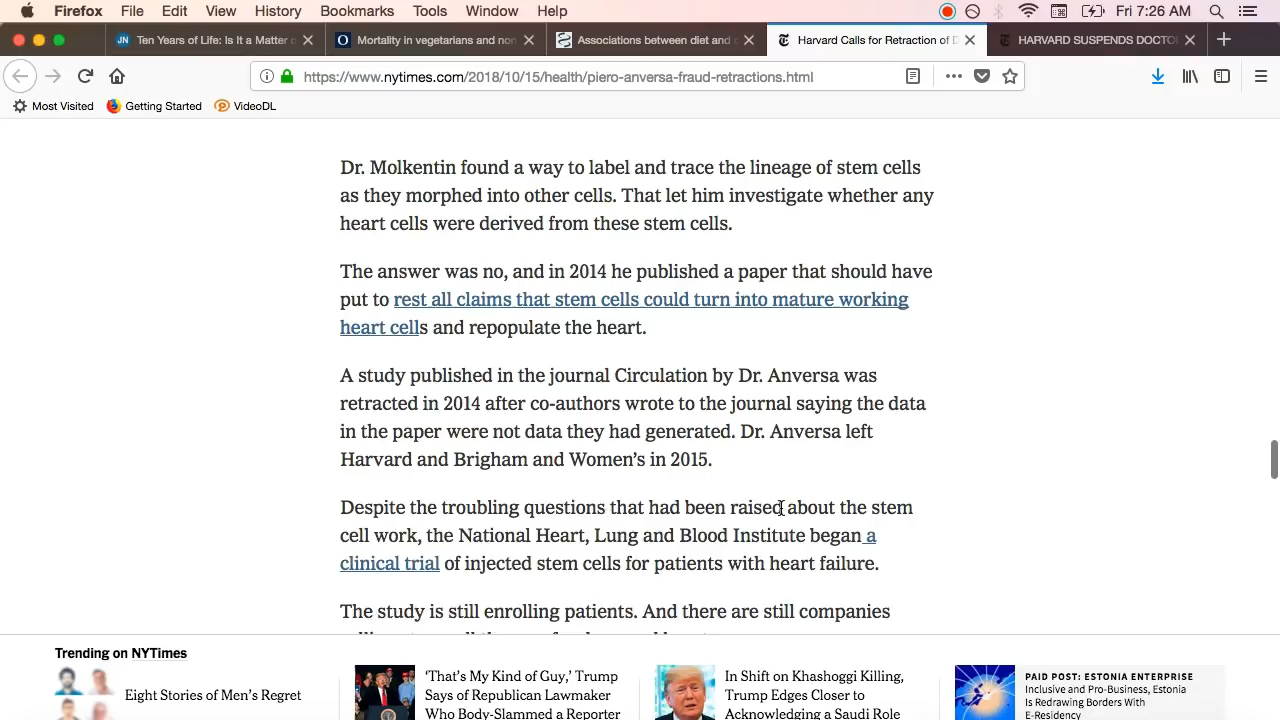 Firefox File Edit View History Bookmarks Tools Window Help Fri 7:26 AM
Ten Years of Life: Is It a Matter o
Mortality in vegetarians and non
Associations between diet and
Harvard Calls for Retraction of D
HARVARD SUSPENDS DOCTO
https://www.nytimes.com/2018/10/15/health/piero-anversa-fraud-retractions.html
Most Visited Getting Started VideoDL
Dr. Molkentin found a way to label and trace the lineage of stem cells
as they morphed into other cells. That let him investigate whether any
heart cells were derived from these stem cells.
The answer was no, and in 2014 he published a paper that should have
put to rest all claims that stem cells could turn into mature working
heart cells and repopulate the heart.
A study published in the journal Circulation by Dr. Anversa was
retracted in 2014 after co-authors wrote to the journal saying the data
in the paper were not data they had generated. Dr. Anversa left
Harvard and Brigham and Women’s in 2015.
Despite the troubling questions that had been raised about the stem
cell work, the National Heart, Lung and Blood Institute began a
clinical trial of injected stem cells for patients with heart failure.
The study is still enrolling patients. And there are still companies
Trending on NYTimes
Eight Stories of Men’s Regret
‘That’s My Kind of Guy,’ Trump
Says of Republican Lawmaker
Who Body-Slammed a Reporter
In Shift on Khashoggi Killing,
Trump Edges Closer to
Acknowledging a Saudi Role
PAID POST: ESTONIA ENTERPRISE
Inclusive and Pro-Business, Estonia
Is Redrawing Borders With
E-Residency